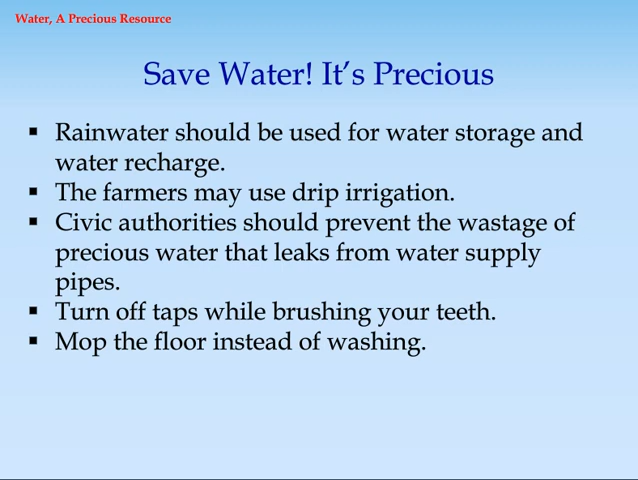 Water, A Precious Resource
Save Water! It’s Precious
▪ Rainwater should be used for water storage and
water recharge.
▪ The farmers may use drip irrigation.
▪ Civic authorities should prevent the wastage of
precious water that leaks from water supply
pipes.
▪ Turn off taps while brushing your teeth.
▪ Mop the floor instead of washing.